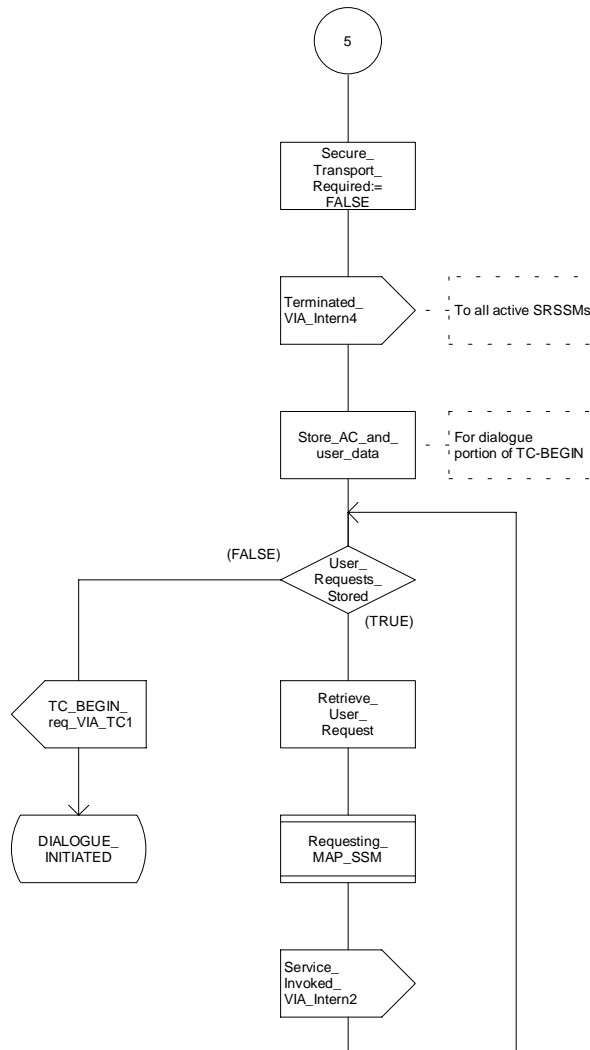 5
Secure_
Transport_
Required:=
FALSE
Terminated_
VIA_Intern4
To all active SRSSMs
Store_AC_and_
user_data
For dialogue
portion of TC-BEGIN
(FALSE)
User_
Requests_
Stored
(TRUE)
TC_BEGIN_
req_VIA_TC1
Retrieve_
User_
Request
DIALOGUE_
INITIATED
Requesting_
MAP_SSM
Service_
Invoked_
VIA_Intern2